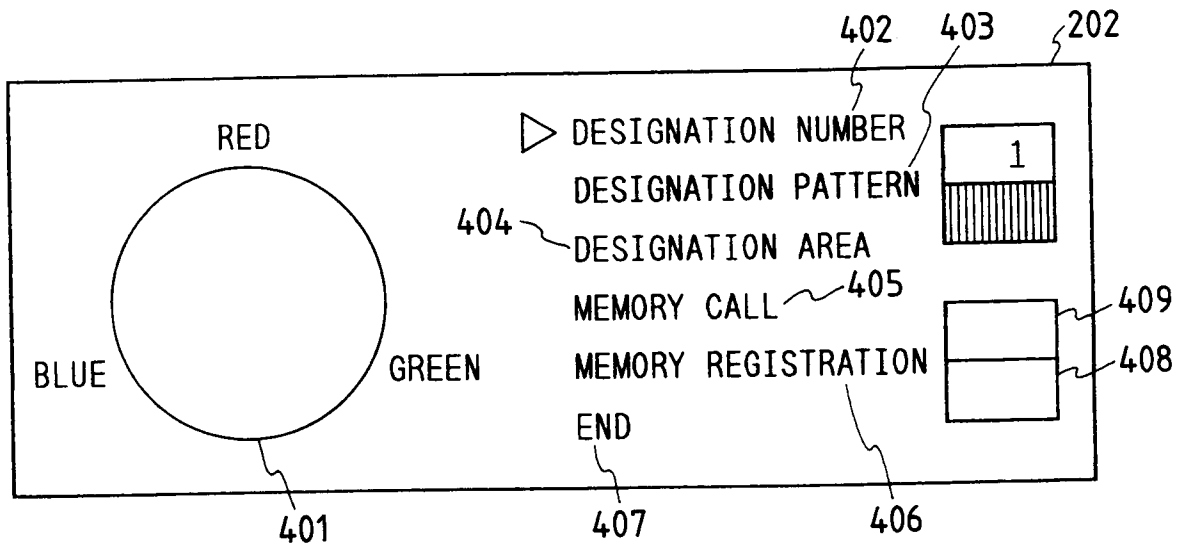 402 403 202
RED
DESIGNATION NUMBER
1
DESIGNATION PATTERN
404
DESIGNATION AREA
MEMORY CALL
405
409
BLUE
GREEN
MEMORY REGISTRATION
408
END
401
407
406